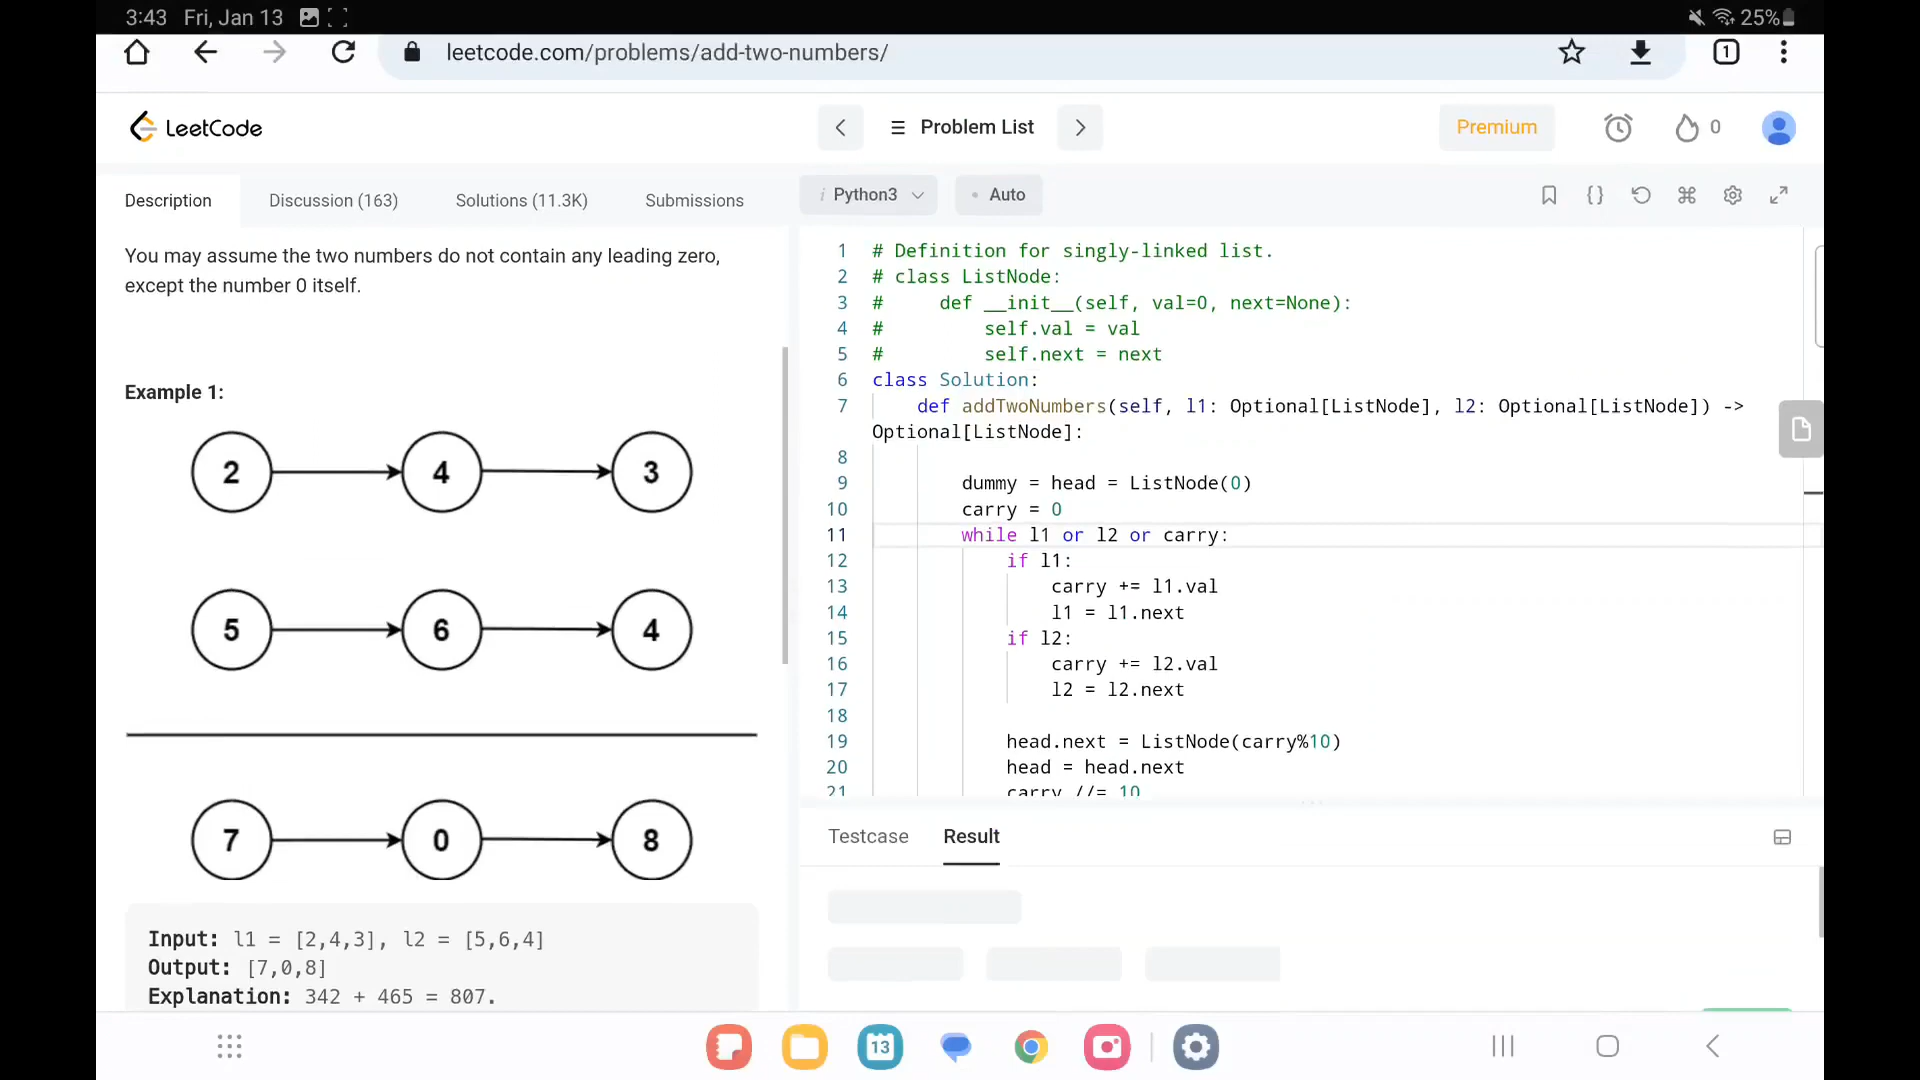 3:43 Fri, Jan 13
25%
leetcode.com/problems/add-two-numbers/
1
LeetCode
Problem List
Premium
0
Description
Discussion (163)
Solutions (11.3K)
Submissions
You may assume the two numbers do not contain any leading zero,
except the number 0 itself.
Example 1:
2 4 3
5 6 4
7 0 8
Input: l1 = [2,4,3], l2 = [5,6,4]
Output: [7,0,8]
Explanation: 342 + 465 = 807.
i Python3
• Auto
{}
1 # Definition for singly-linked list.
2 # class ListNode:
3 #     def __init__(self, val=0, next=None):
4 #         self.val = val
5 #         self.next = next
6 class Solution:
7     def addTwoNumbers(self, l1: Optional[ListNode], l2: Optional[ListNode]) ->
Optional[ListNode]:
8
9         dummy = head = ListNode(0)
10         carry = 0
11         while l1 or l2 or carry:
12             if l1:
13                 carry += l1.val
14                 l1 = l1.next
15             if l2:
16                 carry += l2.val
17                 l2 = l2.next
18
19             head.next = ListNode(carry%10)
20             head = head.next
21             carry //= 10
Testcase
Result
13